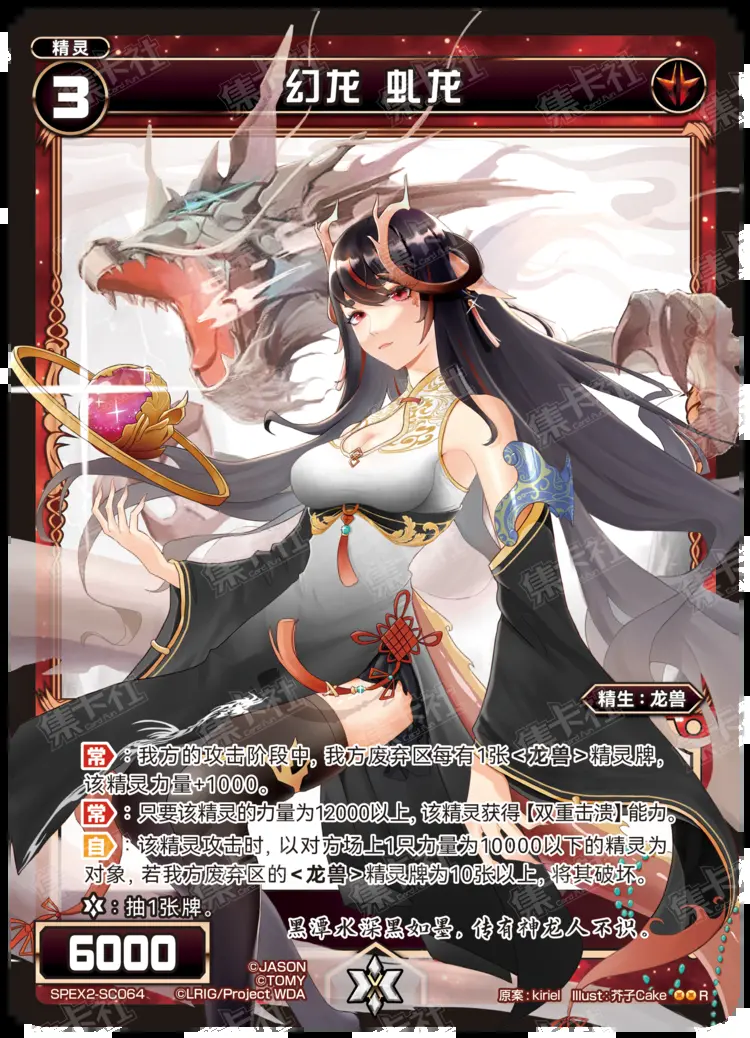 精灵
3
幻龙 虬龙
精生：龙兽
常：我方的攻击阶段中，我方废弃区每有1张＜龙兽＞精灵牌，
该精灵力量+1000。
常：只要该精灵的力量为12000以上，该精灵获得【双重击溃】能力。
自：该精灵攻击时，以对方场上1只力量为10000以下的精灵为
对象，若我方废弃区的＜龙兽＞精灵牌为10张以上，将其破坏。
：抽1张牌。
黑潭水深黑如墨，传有神龙人不识。
6000
©JASON
©TOMY
SPEX2-SC064 ©LRIG/Project WDA
原案：kiriel Illust：芥子Cake R
集卡社